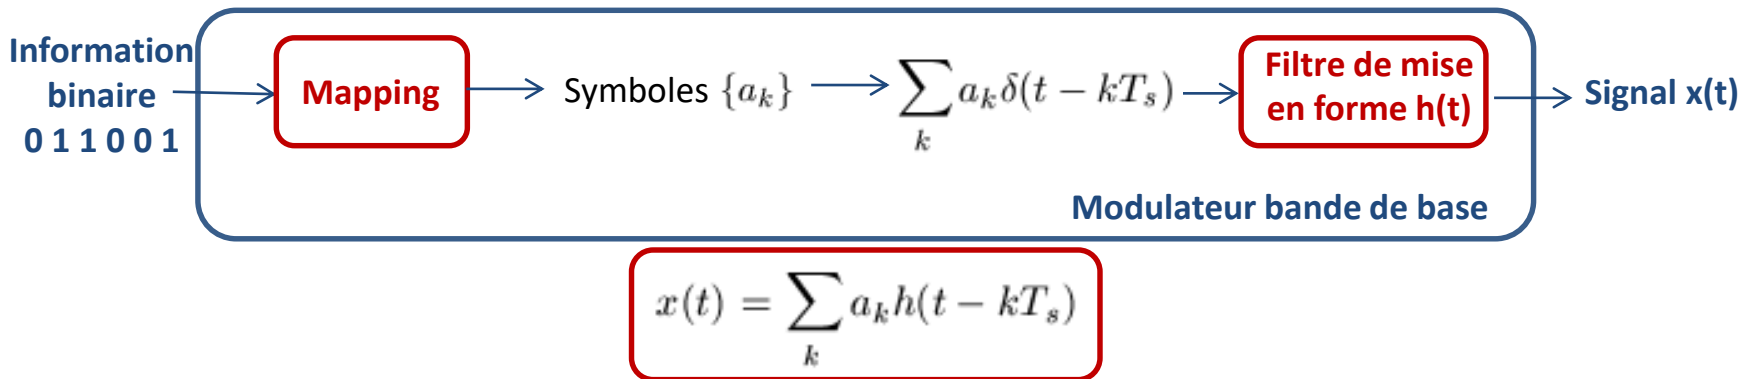 Information
binaire
0 1 1 0 0 1
Mapping
Symboles {a_k}
∑_k a_k δ(t − kT_s)
Filtre de mise
en forme h(t)
Signal x(t)
Modulateur bande de base
x(t) = ∑_k a_k h(t − kT_s)